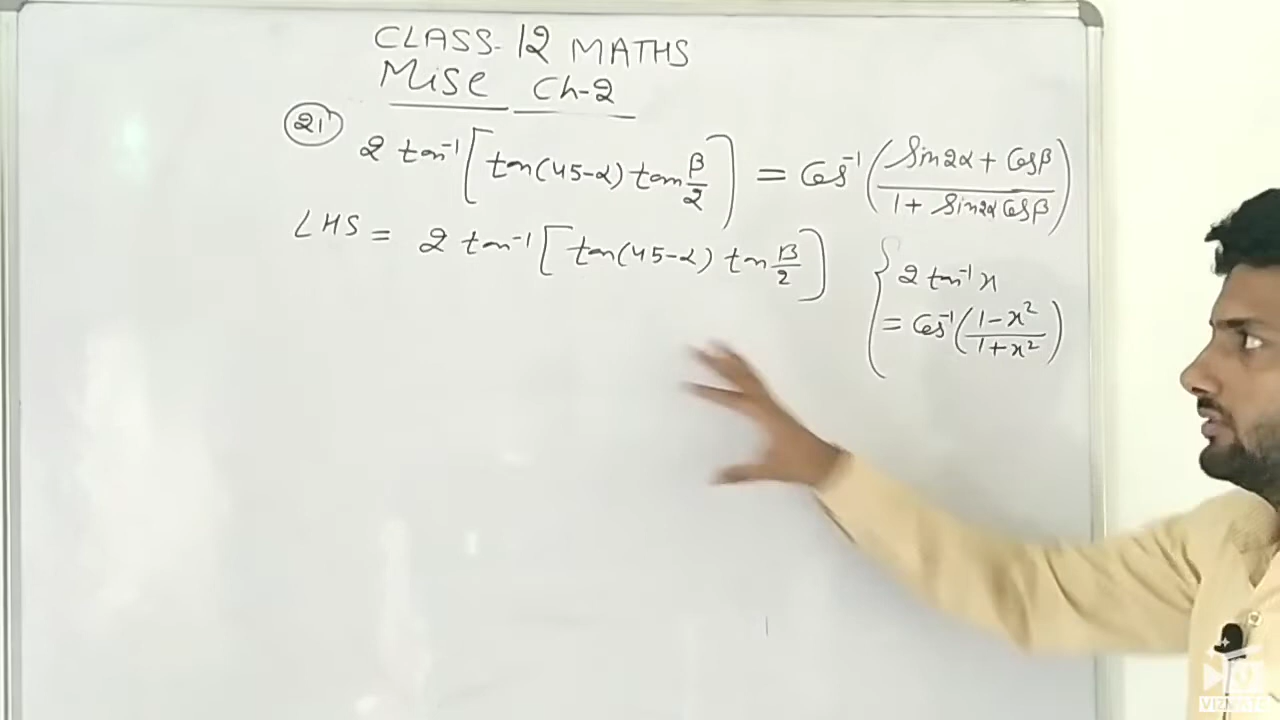 CLASS-12 MATHS
Misc Ch-2
21 2 tan⁻¹[tan(45-α) tan β/2] = Cos⁻¹(Sin2α + Cosβ / 1 + Sin2α Cosβ)
LHS = 2 tan⁻¹[tan(45-α) tan β/2]
{2 tan⁻¹ x
= Cos⁻¹(1-x²/1+x²)